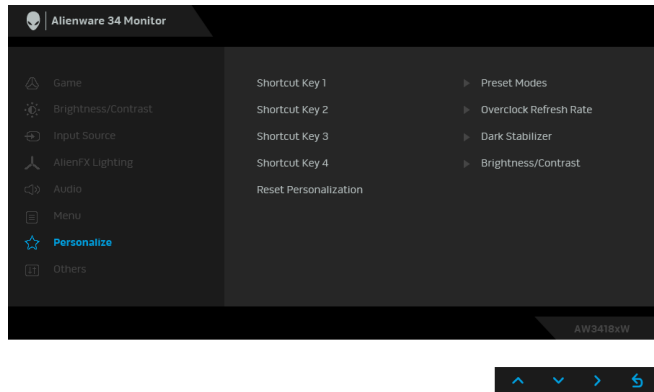 Alienware 34 Monitor
Game
Brightness/Contrast
Input Source
AlienFX Lighting
Audio
Menu
Personalize
Others
Shortcut Key 1 Preset Modes
Shortcut Key 2 Overclock Refresh Rate
Shortcut Key 3 Dark Stabilizer
Shortcut Key 4 Brightness/Contrast
Reset Personalization
AW3418xW